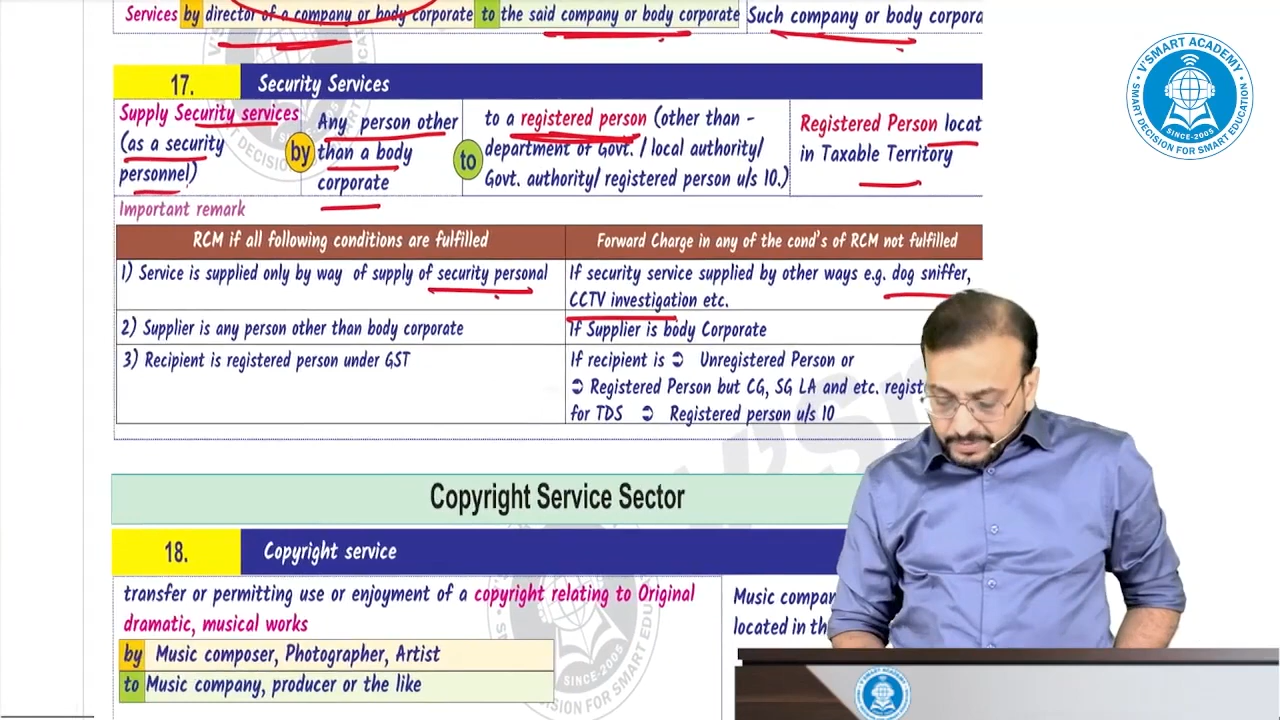 Services by director of a company or body corporate to the said company or body corporate Such company or body corpora
17. Security Services
Supply Security services (as a security personnel)
by
Any person other than a body corporate
to
to a registered person (other than - department of Govt. / local authority/ Govt. authority/ registered person u/s 10.)
Registered Person locat in Taxable Territory
Important remark
RCM if all following conditions are fulfilled
Forward Charge in any of the cond's of RCM not fulfilled
1) Service is supplied only by way of supply of security personal
If security service supplied by other ways e.g. dog sniffer,
CCTV investigation etc.
2) Supplier is any person other than body corporate
If Supplier is body Corporate
3) Recipient is registered person under GST
If recipient is ➲ Unregistered Person or
➲ Registered Person but CG, SG LA and etc. regist
for TDS ➲ Registered person u/s 10
Copyright Service Sector
18. Copyright service
transfer or permitting use or enjoyment of a copyright relating to Original
dramatic, musical works
by Music composer, Photographer, Artist
to Music company, producer or the like
Music compan
located in th
V'SMART ACADEMY
SINCE-2005
SMART DECISION FOR SMART EDUCATION